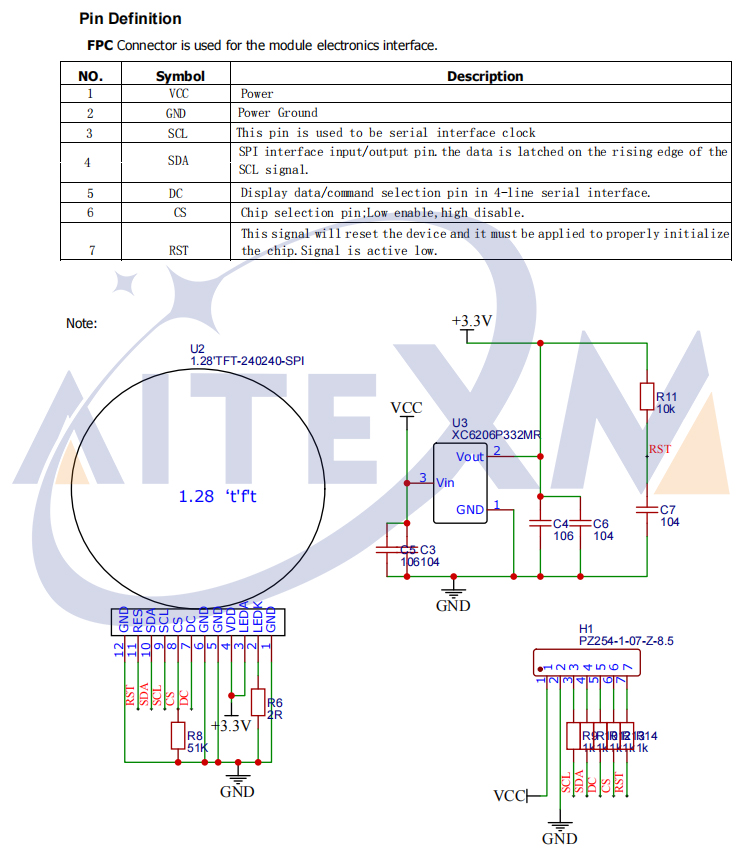 Pin Definition
FPC Connector is used for the module electronics interface.
NO. Symbol Description
1 VCC Power
2 GND Power Ground
3 SCL This pin is used to be serial interface clock
4 SDA SPI interface input/output pin. the data is latched on the rising edge of the
SCL signal.
5 DC Display data/command selection pin in 4-line serial interface.
6 CS Chip selection pin;Low enable,high disable.
7 RST This signal will reset the device and it must be applied to properly initialize
the chip.Signal is active low.
AITEXM
Note:
U2
1.28'TFT-240240-SPI
1.28 't'f't
GND RES SDA SCL CS DC GND GND VDD LEDA LEDK GND
12 11 10 9 8 7 6 5 4 3 2 1
RST SDA SCL CS DC
R8
51K
+3.3V
R6
2R
GND
+3.3V
VCC
U3
XC6206P332MR
Vout 2
3 Vin
GND 1
R11
10k
RST
C5 C3
106 104
C4
106
C6
104
C7
104
GND
H1
PZ254-1-07-Z-8.5
1 2 3 4 5 6 7
1 2 3 4 5 6 7
R9 R10 R12 R13 R14
1k 1k 1k 1k 1k
SCL SDA DC CS RST
VCC
GND